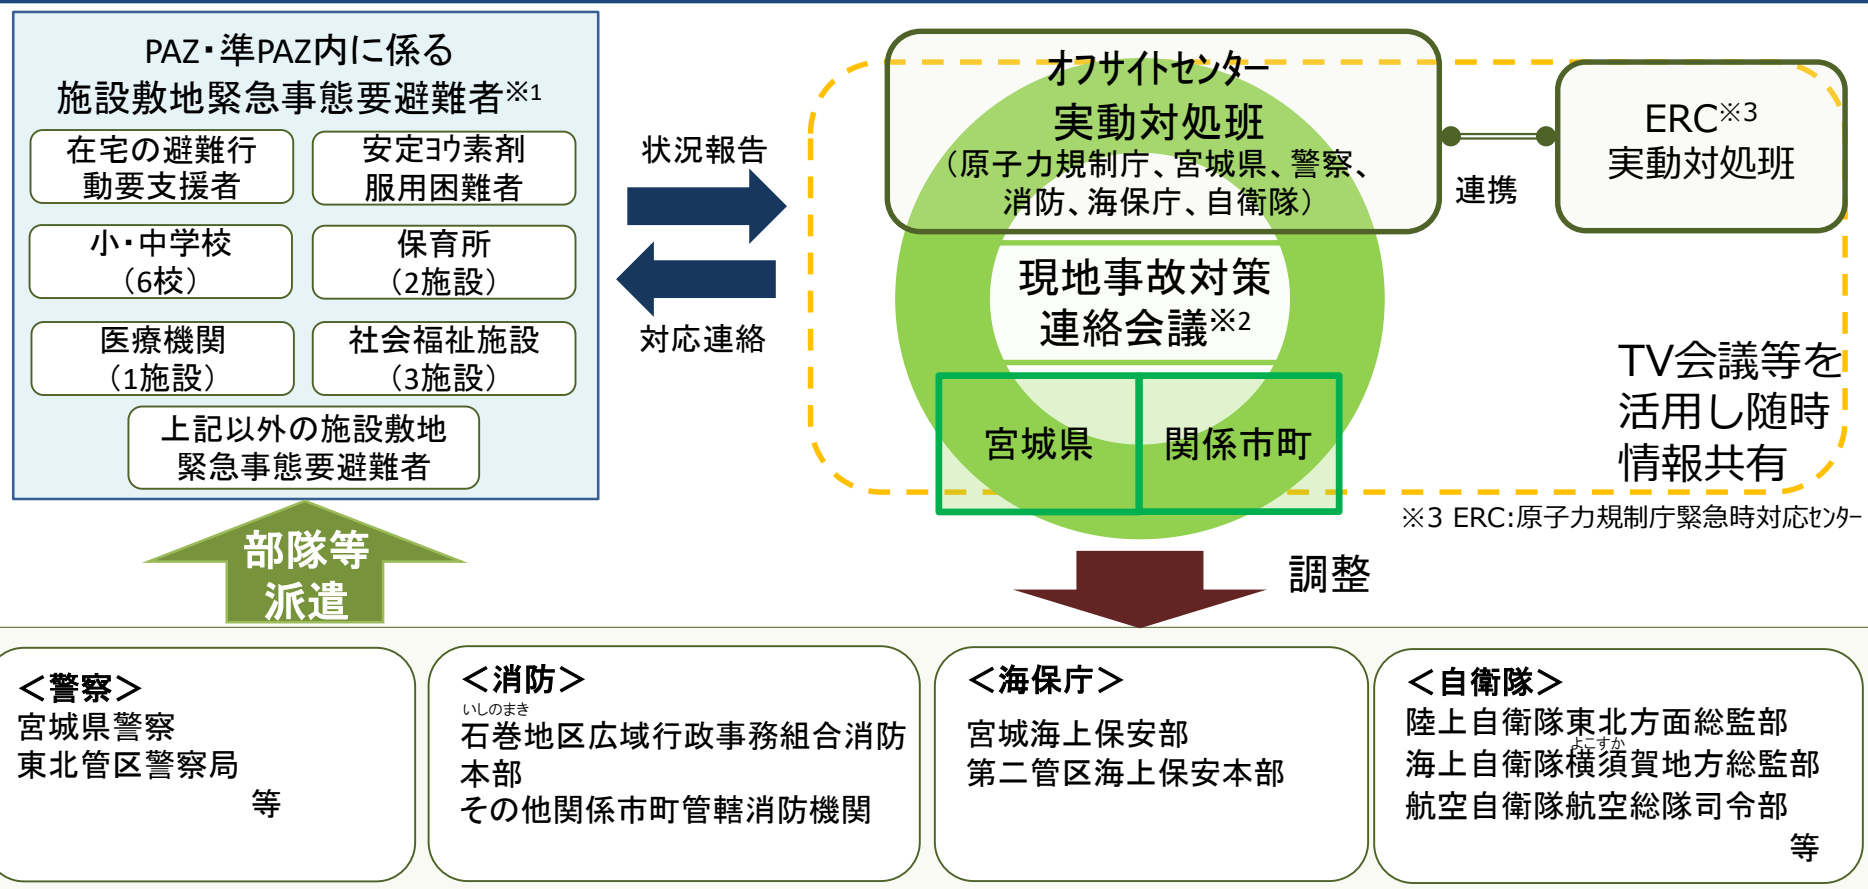 PAZ・準PAZ内に係る
施設敷地緊急事態要避難者※1
在宅の避難行
動要支援者
安定ﾖｳ素剤
服用困難者
小・中学校
（6校）
保育所
（2施設）
医療機関
（1施設）
社会福祉施設
（3施設）
上記以外の施設敷地
緊急事態要避難者
状況報告
対応連絡
オフサイトセンター
実動対処班
（原子力規制庁、宮城県、警察、
消防、海保庁、自衛隊）
連携
ERC※3
実動対処班
現地事故対策
連絡会議※2
宮城県
関係市町
TV会議等を
活用し随時
情報共有
※3 ERC:原子力規制庁緊急時対応ｾﾝﾀｰ
部隊等
派遣
調整
＜警察＞
宮城県警察
東北管区警察局
等
＜消防＞
いしのまき
石巻地区広域行政事務組合消防
本部
その他関係市町管轄消防機関
＜海保庁＞
宮城海上保安部
第二管区海上保安本部
＜自衛隊＞
陸上自衛隊東北方面総監部
よこすか
海上自衛隊横須賀地方総監部
航空自衛隊航空総隊司令部
等